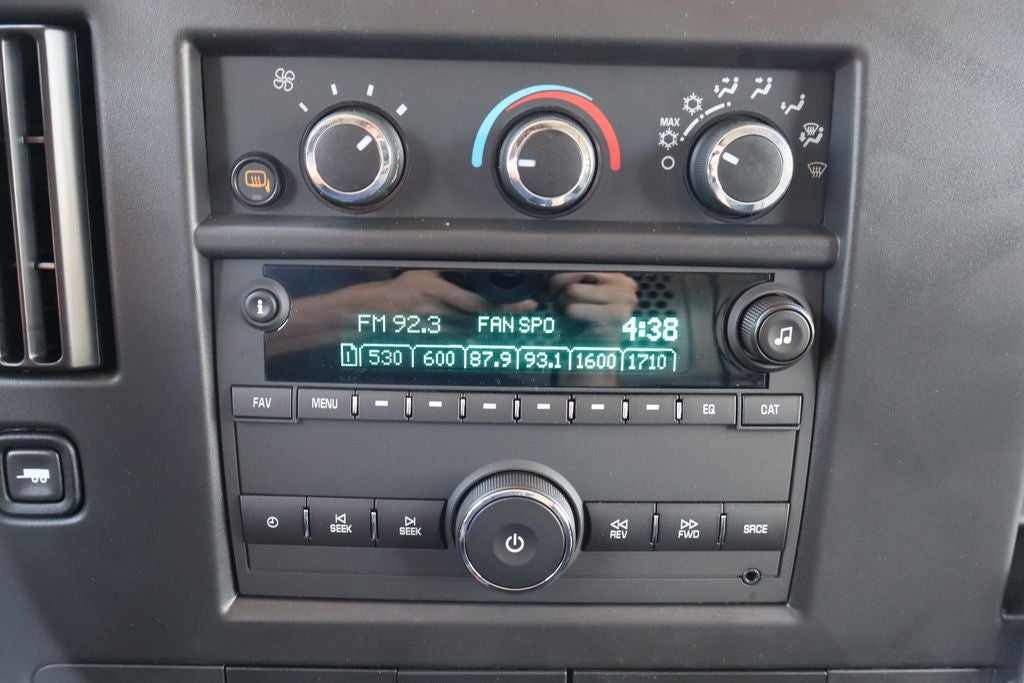 MAX
i
FM 92.3 FAN SPO 4:38
1 530 600 87.9 93.1 1600 1710
FAV MENU EQ CAT
SEEK SEEK REV FWD SRCE